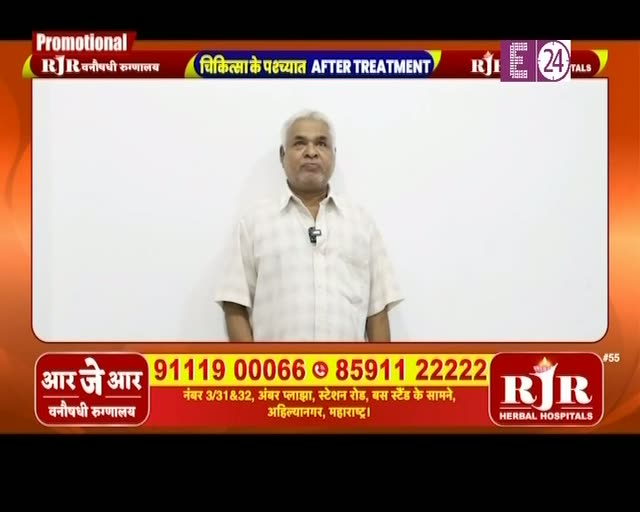 Promotional
RJR वनौषधी रुग्णालय
चिकित्सा के पश्च्यात AFTER TREATMENT
E 24
#55
आर जे आर
वनौषधी रुग्णालय
91119 00066 85911 22222
नंबर 3/31&32, अंबर प्लाझा, स्टेशन रोड, बस स्टैंड के सामने,
अहिल्यानगर, महाराष्ट्र।
RJR
HERBAL HOSPITALS